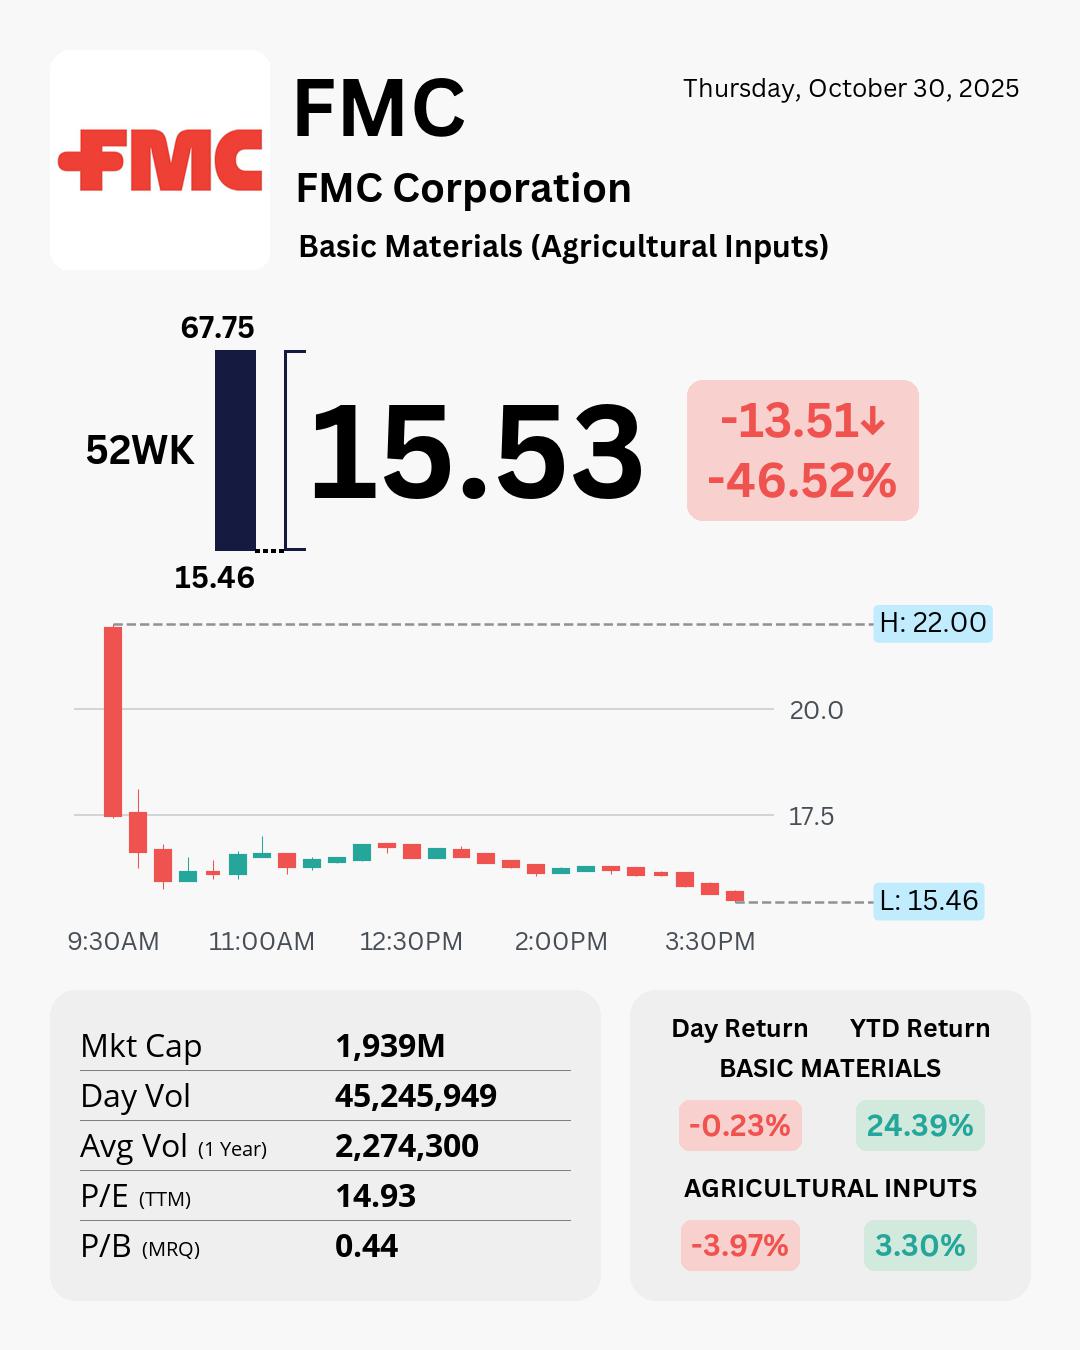 FMC
FMC
Thursday, October 30, 2025
FMC Corporation
Basic Materials (Agricultural Inputs)
67.75
52WK
15.53
-13.51↓
-46.52%
15.46
H: 22.00
20.0
17.5
L: 15.46
9:30AM 11:00AM 12:30PM 2:00PM 3:30PM
Mkt Cap 1,939M
Day Vol 45,245,949
Avg Vol (1 Year) 2,274,300
P/E (TTM) 14.93
P/B (MRQ) 0.44
Day Return YTD Return
BASIC MATERIALS
-0.23% 24.39%
AGRICULTURAL INPUTS
-3.97% 3.30%